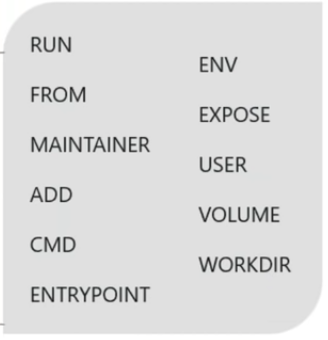 RUN
FROM
MAINTAINER
ADD
CMD
ENTRYPOINT
ENV
EXPOSE
USER
VOLUME
WORKDIR